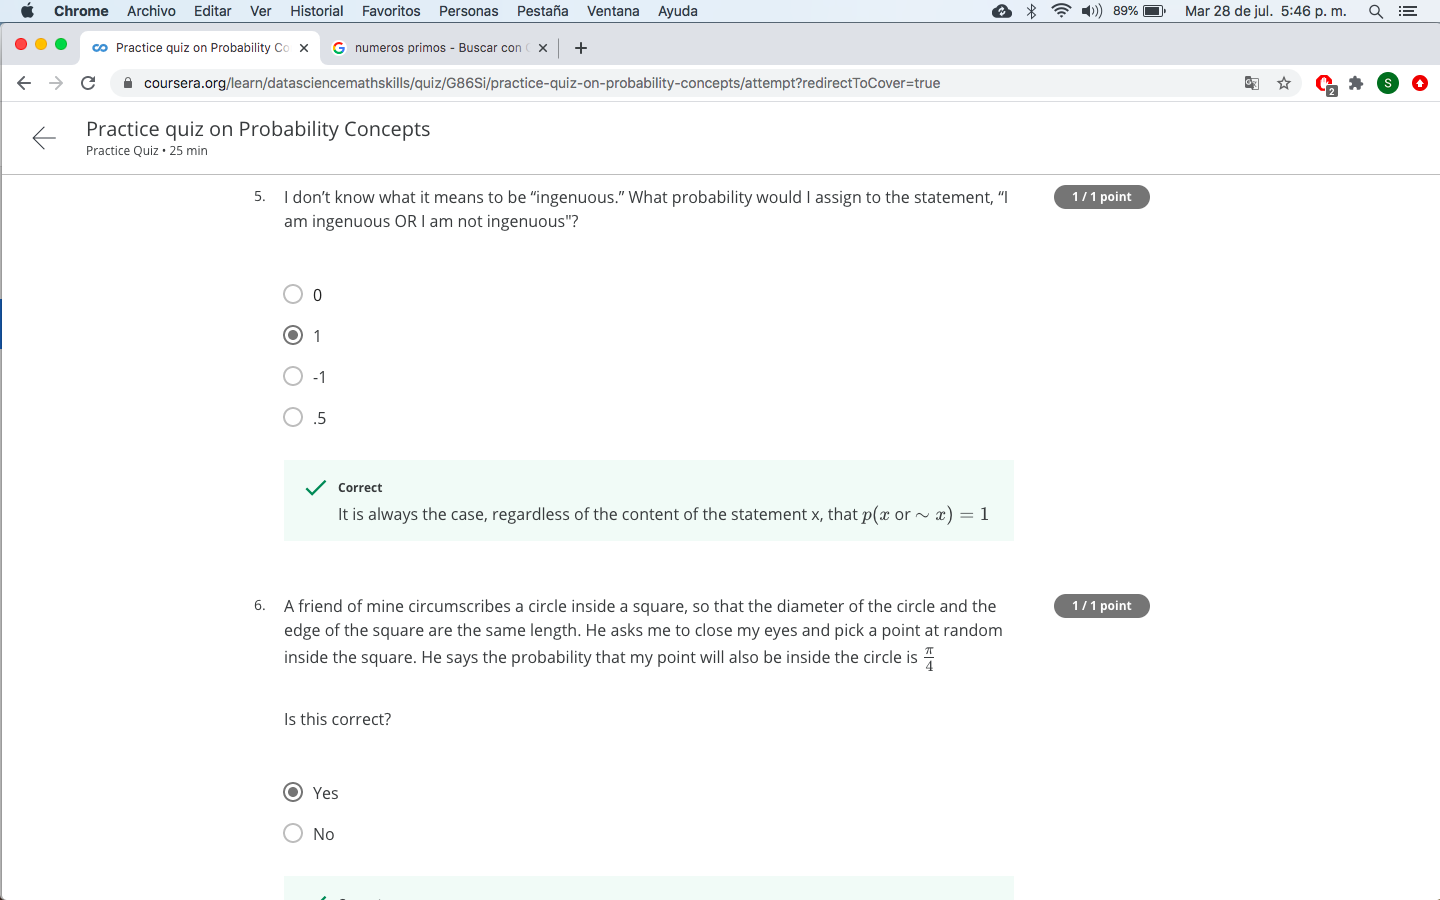 Chrome Archivo Editar Ver Historial Favoritos Personas Pestaña Ventana Ayuda 89% Mar 28 de jul. 5:46 p. m.
Practice quiz on Probability Co numeros primos - Buscar con
coursera.org/learn/datasciencemathskills/quiz/G86Si/practice-quiz-on-probability-concepts/attempt?redirectToCover=true 2 S
Practice quiz on Probability Concepts
Practice Quiz • 25 min
5. I don’t know what it means to be “ingenuous.” What probability would I assign to the statement, “I 1 / 1 point
am ingenuous OR I am not ingenuous"?
0
1
-1
.5
Correct
It is always the case, regardless of the content of the statement x, that p(x or ∼ x) = 1
6. A friend of mine circumscribes a circle inside a square, so that the diameter of the circle and the 1 / 1 point
edge of the square are the same length. He asks me to close my eyes and pick a point at random
inside the square. He says the probability that my point will also be inside the circle is π/4
Is this correct?
Yes
No